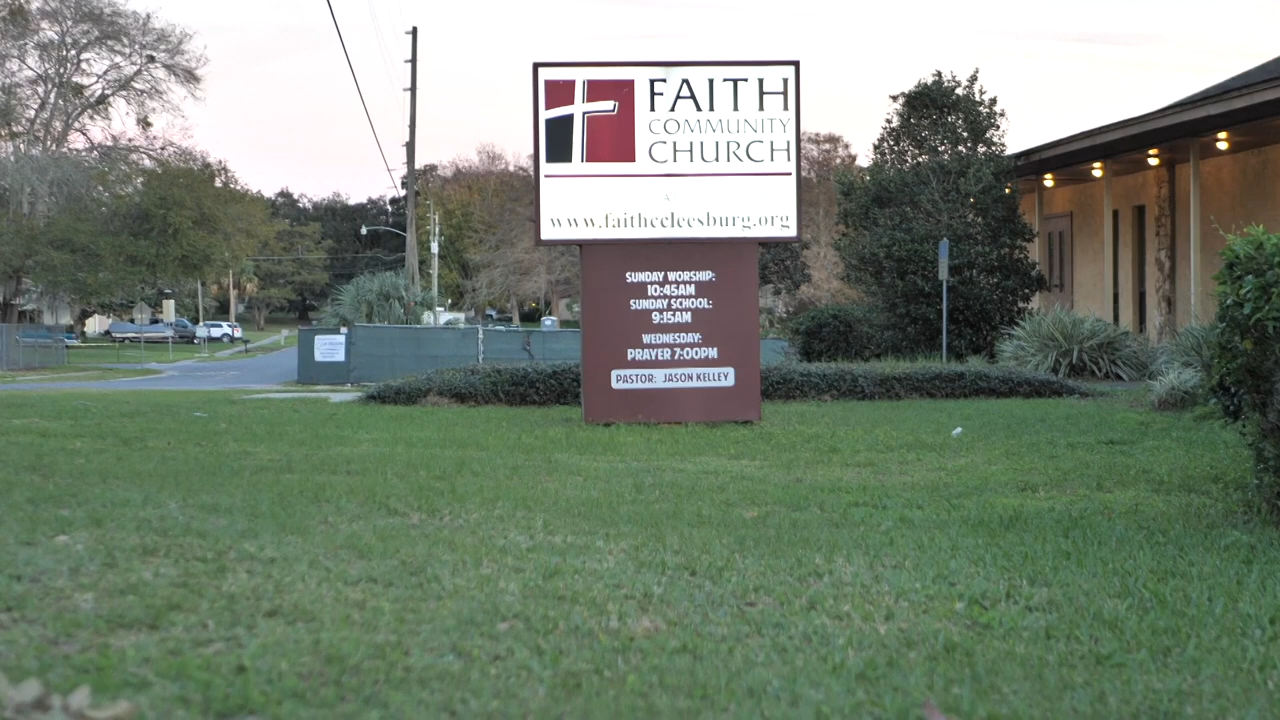 FAITH
COMMUNITY
CHURCH
www.faithccleesburg.org
SUNDAY WORSHIP:
10:45AM
SUNDAY SCHOOL:
9:15AM
WEDNESDAY:
PRAYER 7:00PM
PASTOR: JASON KELLEY